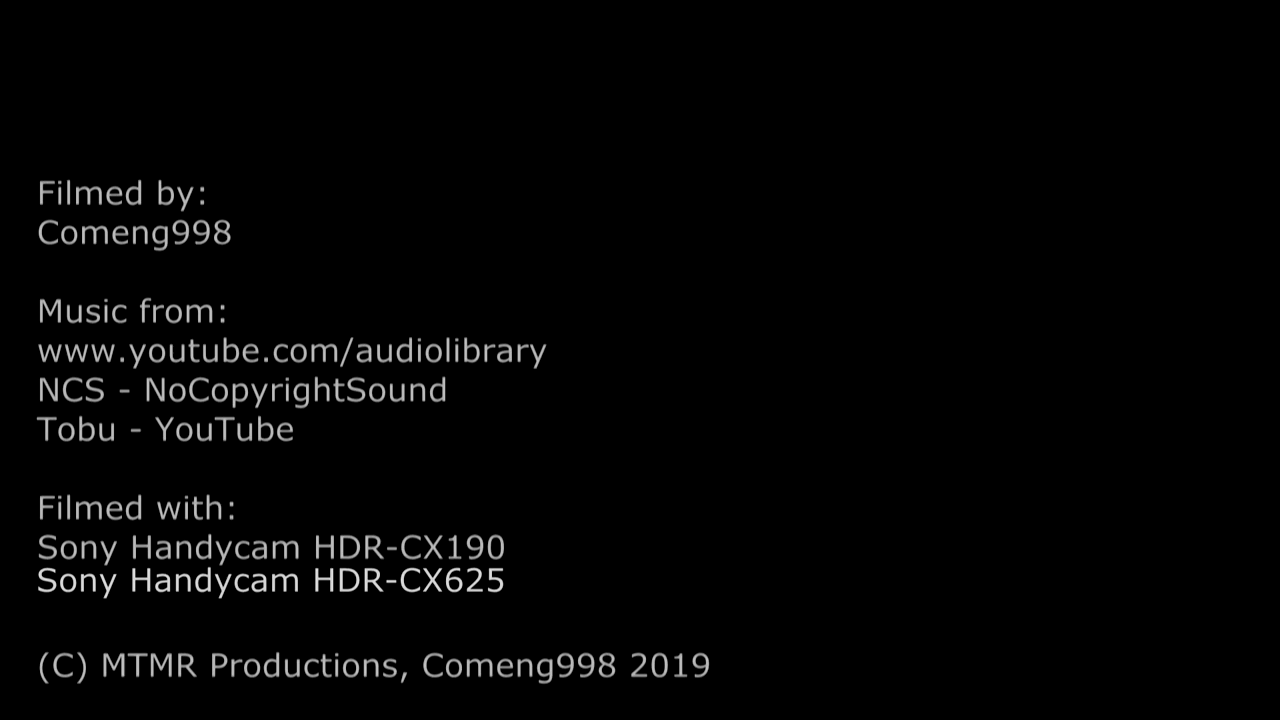 Filmed by:
Comeng998
Music from:
www.youtube.com/audiolibrary
NCS - NoCopyrightSound
Tobu - YouTube
Filmed with:
Sony Handycam HDR-CX190
Sony Handycam HDR-CX625
(C) MTMR Productions, Comeng998 2019